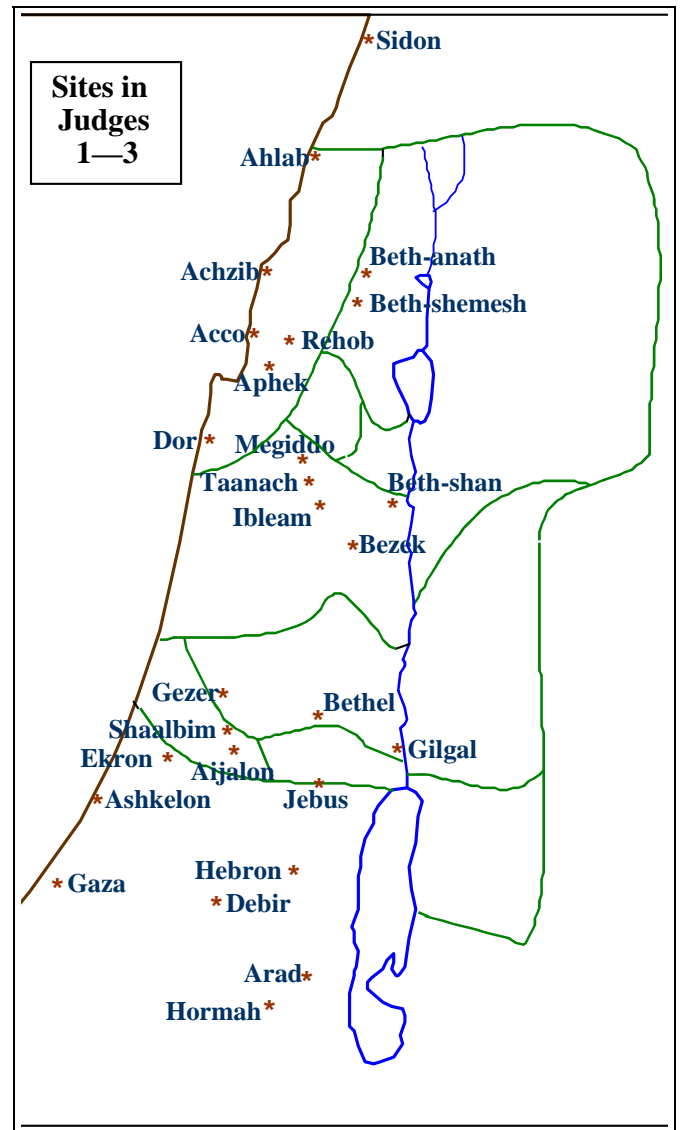 Sidon
Sites in
Judges
1—3
Ahlab
Beth-anath
Achzib
Beth-shemesh
Acco
Rehob
Aphek
Dor
Megiddo
Taanach
Beth-shan
Ibleam
Bezek
Gezer
Bethel
Shaalbim
Gilgal
Ekron
Aijalon
Ashkelon
Jebus
Hebron
Gaza
Debir
Arad
Hormah